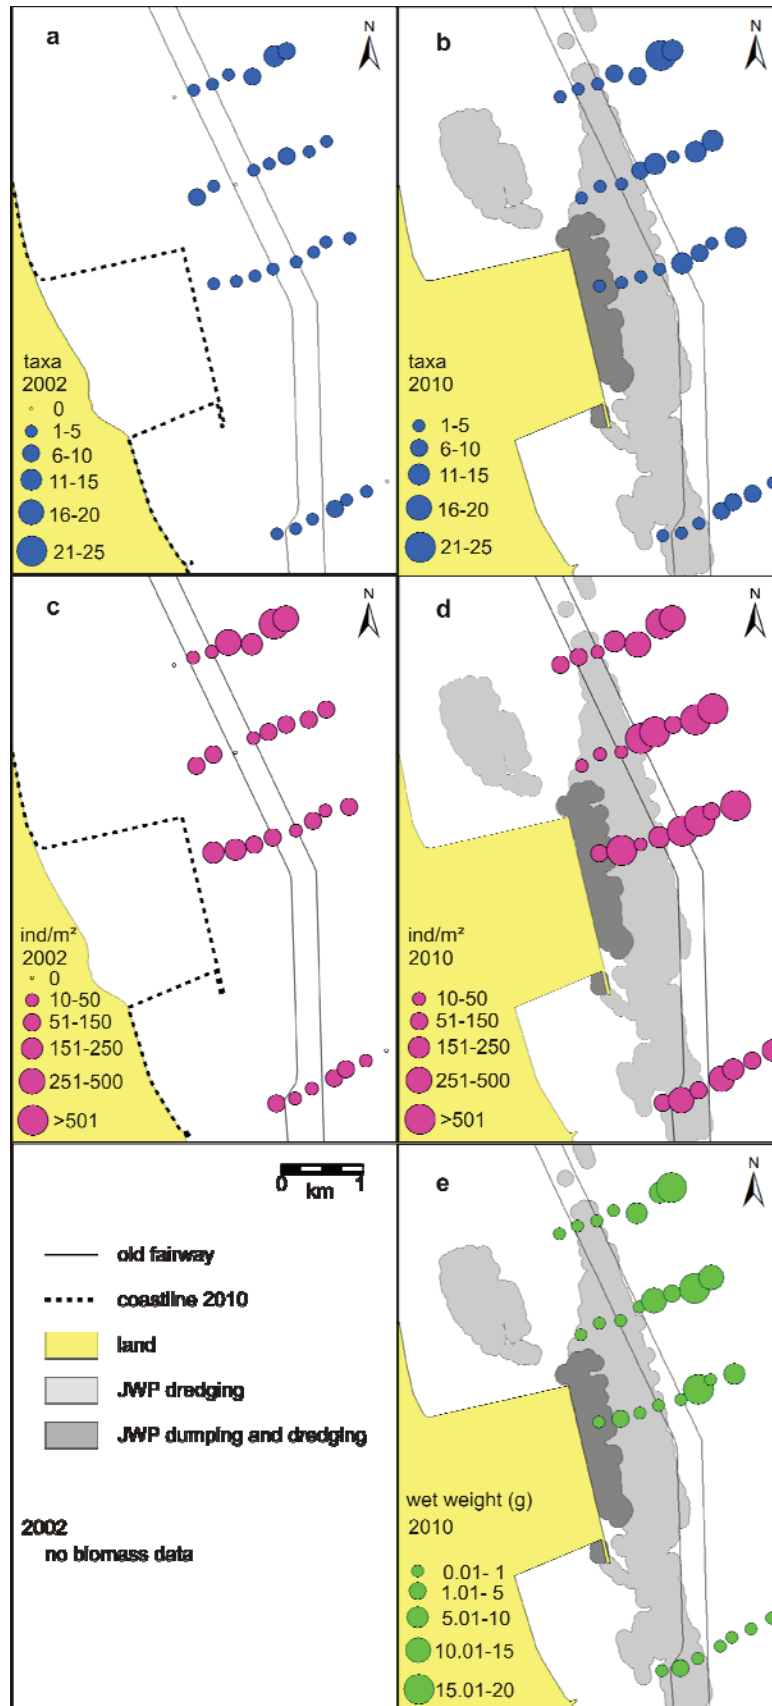 a
N
taxa
2002
0
1-5
6-10
11-15
16-20
21-25
b
N
taxa
2010
1-5
6-10
11-15
16-20
21-25
c
N
ind/m²
2002
0
10-50
51-150
151-250
251-500
>501
d
N
ind/m²
2010
10-50
51-150
151-250
251-500
>501
0 1
km
old fairway
coastline 2010
land
JWP dredging
JWP dumping and dredging
2002
no biomass data
e
N
wet weight (g)
2010
0.01- 1
1.01- 5
5.01-10
10.01-15
15.01-20